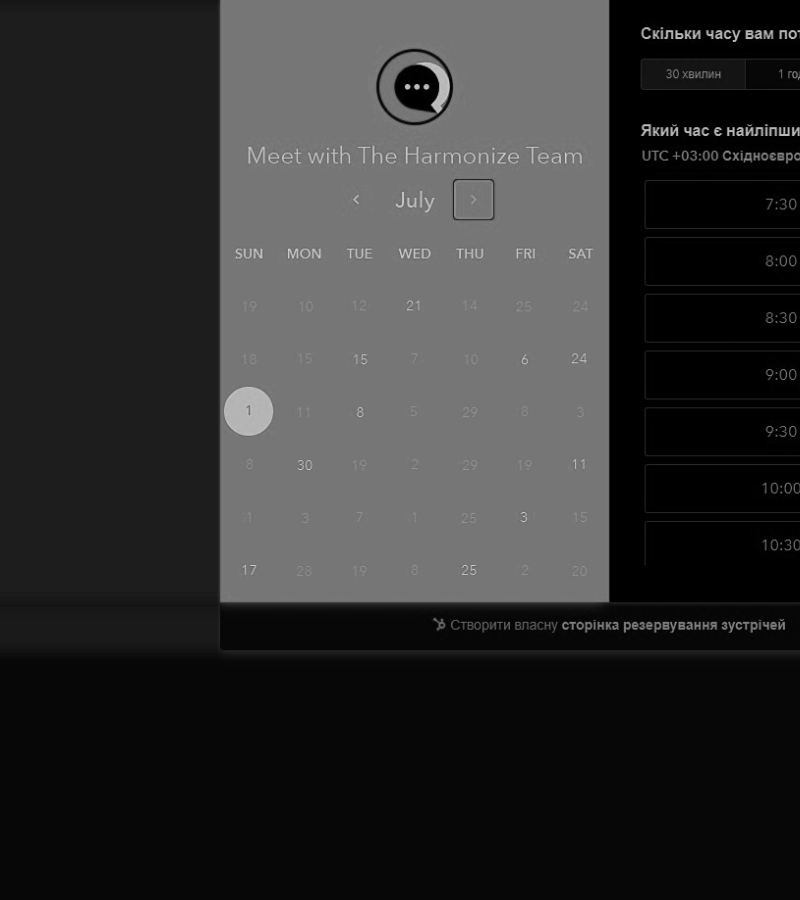 Meet with The Harmonize Team
July
SUN MON TUE WED THU FRI SAT
19 10 12 21 14 25 24
18 15 15 7 10 6 24
1 11 8 5 29 8 3
8 30 19 2 29 19 11
1 3 7 1 25 3 15
17 28 19 8 25 2 20
Скільки часу вам
30 хвилин 1
Який час є
UTC +03:00
7:30
8:00
8:30
9:00
9:30
10:00
10:30
Створити власну сторінка резервування зустрічей